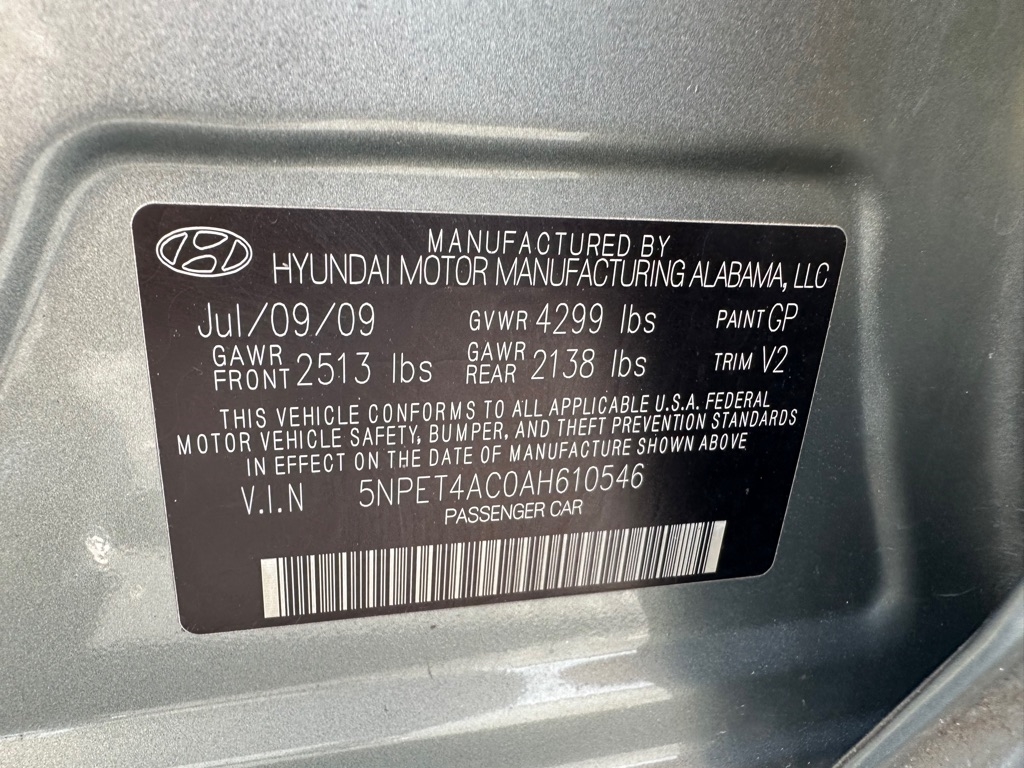 MANUFACTURED BY
HYUNDAI MOTOR MANUFACTURING ALABAMA, LLC
Jul/09/09 GVWR 4299 lbs PAINT GP
GAWR FRONT 2513 lbs GAWR REAR 2138 lbs TRIM V2
THIS VEHICLE CONFORMS TO ALL APPLICABLE U.S.A. FEDERAL
MOTOR VEHICLE SAFETY, BUMPER, AND THEFT PREVENTION STANDARDS
IN EFFECT ON THE DATE OF MANUFACTURE SHOWN ABOVE
V.I.N 5NPET4AC0AH610546
PASSENGER CAR